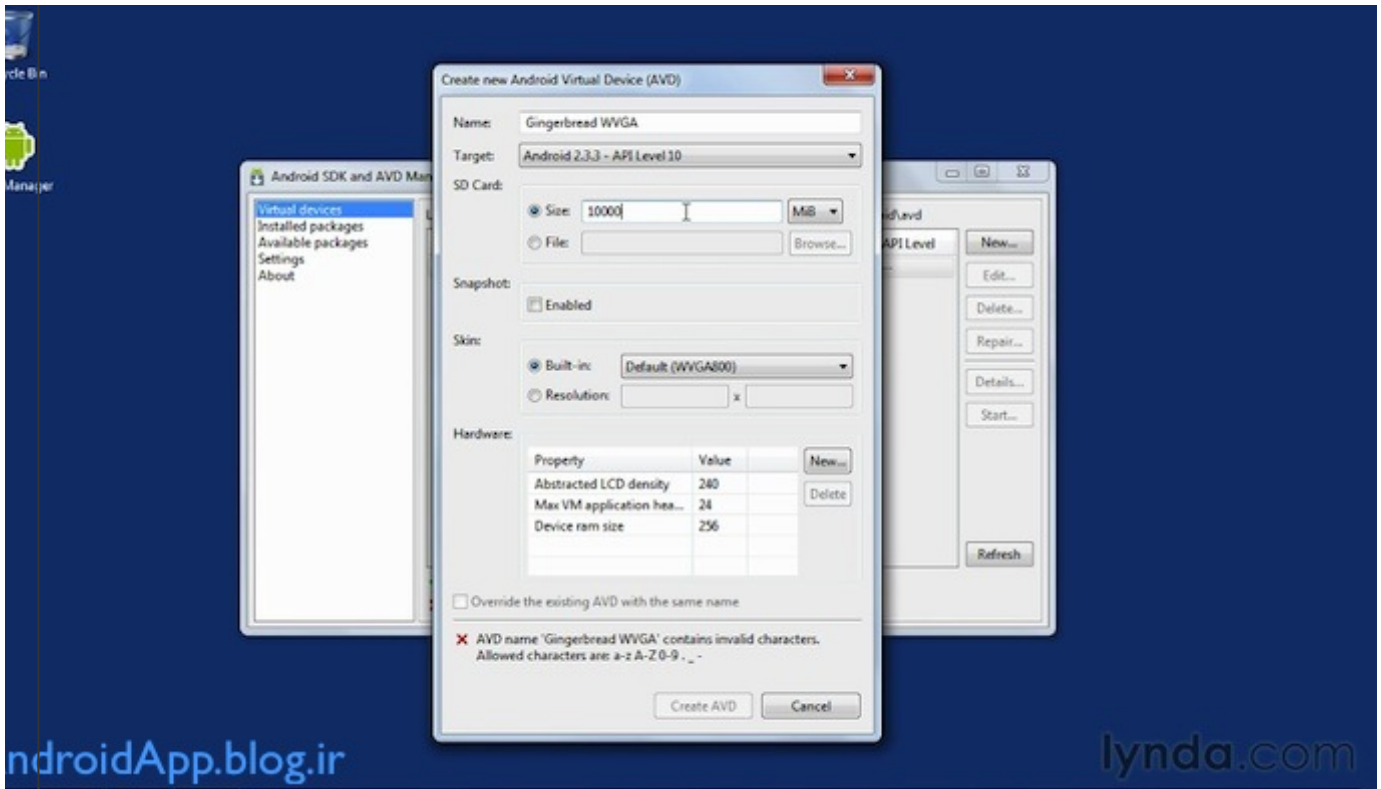 ycle Bin
Manager
Android SDK and AVD Man
Virtual devices
Installed packages
Available packages
Settings
About
Create new Android Virtual Device (AVD)
Name: Gingerbread WVGA
Target: Android 2.3.3 - API Level 10
SD Card:
Size: 10000 MiB
File: Browse...
Snapshot:
Enabled
Skin:
Built-in: Default (WVGA800)
Resolution: x
Hardware:
Property Value New...
Abstracted LCD density 240
Delete
Max VM application hea... 24
Device ram size 256
Override the existing AVD with the same name
AVD name 'Gingerbread WVGA' contains invalid characters.
Allowed characters are: a-z A-Z 0-9 . _ -
Create AVD Cancel
id\avd
API Level
New...
Edit...
Delete...
Repair...
Details...
Start...
Refresh
ndroidApp.blog.ir
lynda.com